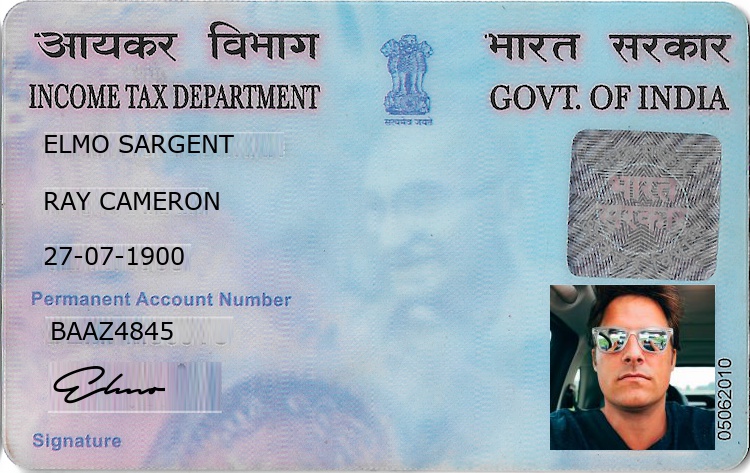 आयकर विभाग
भारत सरकार
INCOME TAX DEPARTMENT
GOVT. OF INDIA
सत्यमेव जयते
ELMO SARGENT
RAY CAMERON
27-07-1900
Permanent Account Number
BAAZ4845
Elmo
Signature
भारत
सरकार
05062010